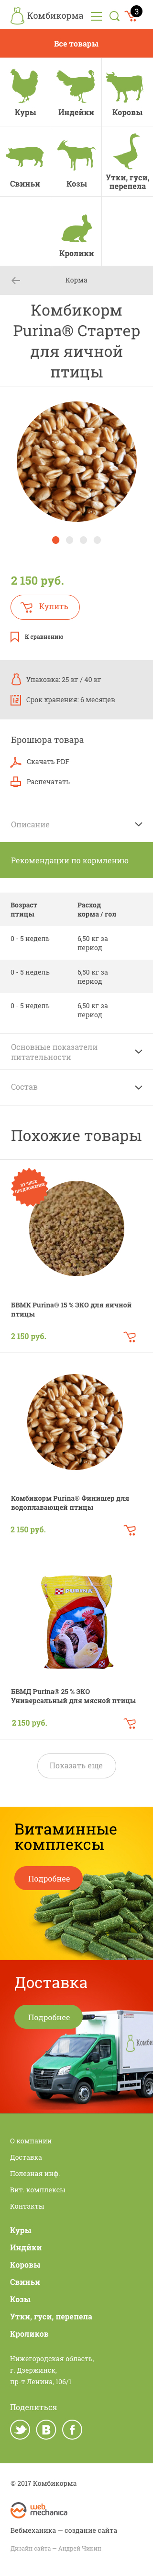 Комбикорма
3
Все товары
Куры
Индейки
Коровы
Свиньи
Козы
Утки, гуси,
перепела
Кролики
Корма
Комбикорм
Purina® Стартер
для яичной
птицы
2 150 руб.
Купить
К сравнению
Упаковка: 25 кг / 40 кг
Срок хранения: 6 месяцев
Брошюра товара
Скачать PDF
Распечатать
Описание
Рекомендации по кормлению
Возраст
птицы
Расход
корма / гол
0 - 5 недель
6,50 кг за
период
0 - 5 недель
6,50 кг за
период
0 - 5 недель
6,50 кг за
период
Основные показатели
питательности
Состав
Похожие товары
ЛУЧШЕЕ
ПРЕДЛОЖЕНИЕ
БВМК Purina® 15 % ЭКО для яичной
птицы
2 150 руб.
Комбикорм Purina® Финишер для
водоплавающей птицы
2 150 руб.
PURINA
БВМД Purina® 25 % ЭКО
Универсальный для мясной птицы
2 150 руб.
Показать еще
Витаминные
комплексы
Подробнее
Доставка
Подробнее
О компании
Доставка
Полезная инф.
Вит. комплексы
Контакты
Куры
Индйки
Коровы
Свиньи
Козы
Утки, гуси, перепела
Кроликов
Нижегородская область,
г. Дзержинск,
пр-т Ленина, 106/1
Поделиться
© 2017 Комбикорма
web
mechanica
Вебмеханика — создание сайта
Дизайн сайта — Андрей Чикин